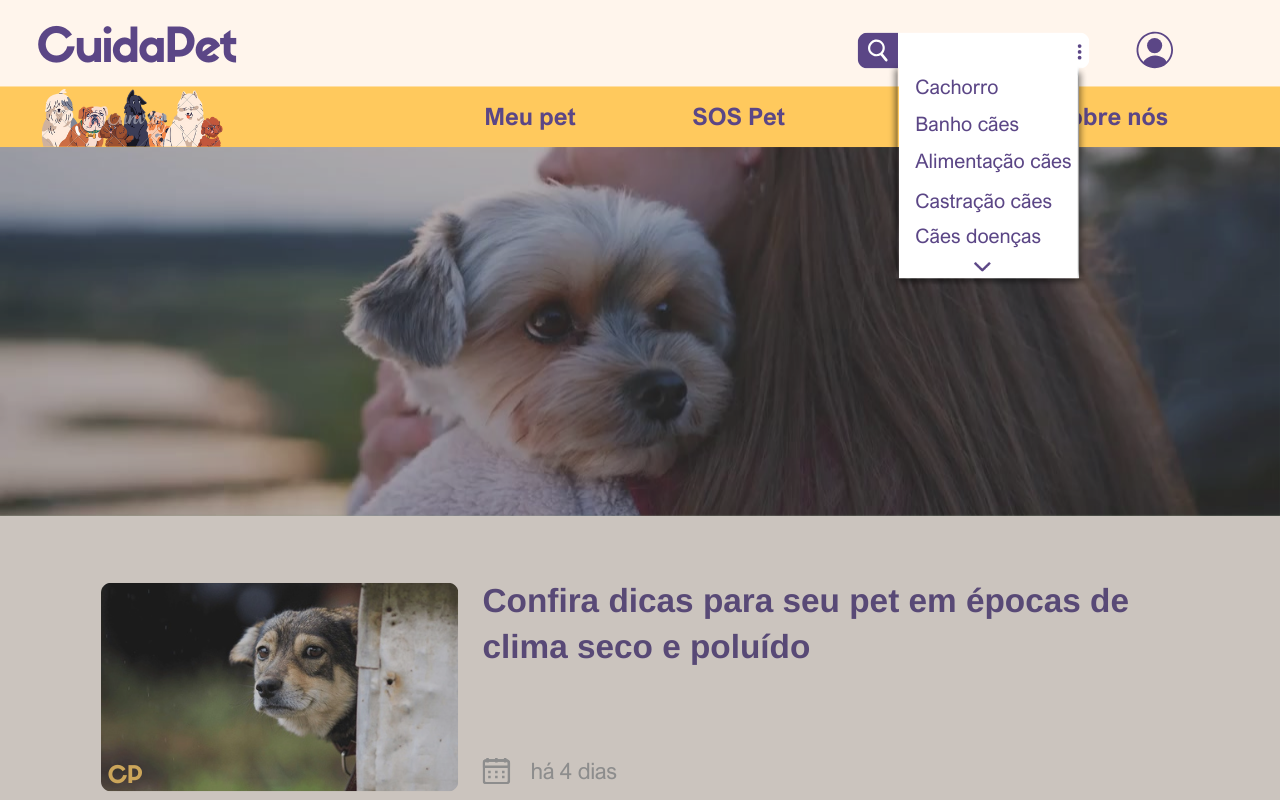 CuidaPet
Meu pet
SOS Pet
obre nós
Cachorro
Banho cães
Alimentação cães
Castração cães
Cães doenças
Confira dicas para seu pet em épocas de
clima seco e poluído
CP
há 4 dias